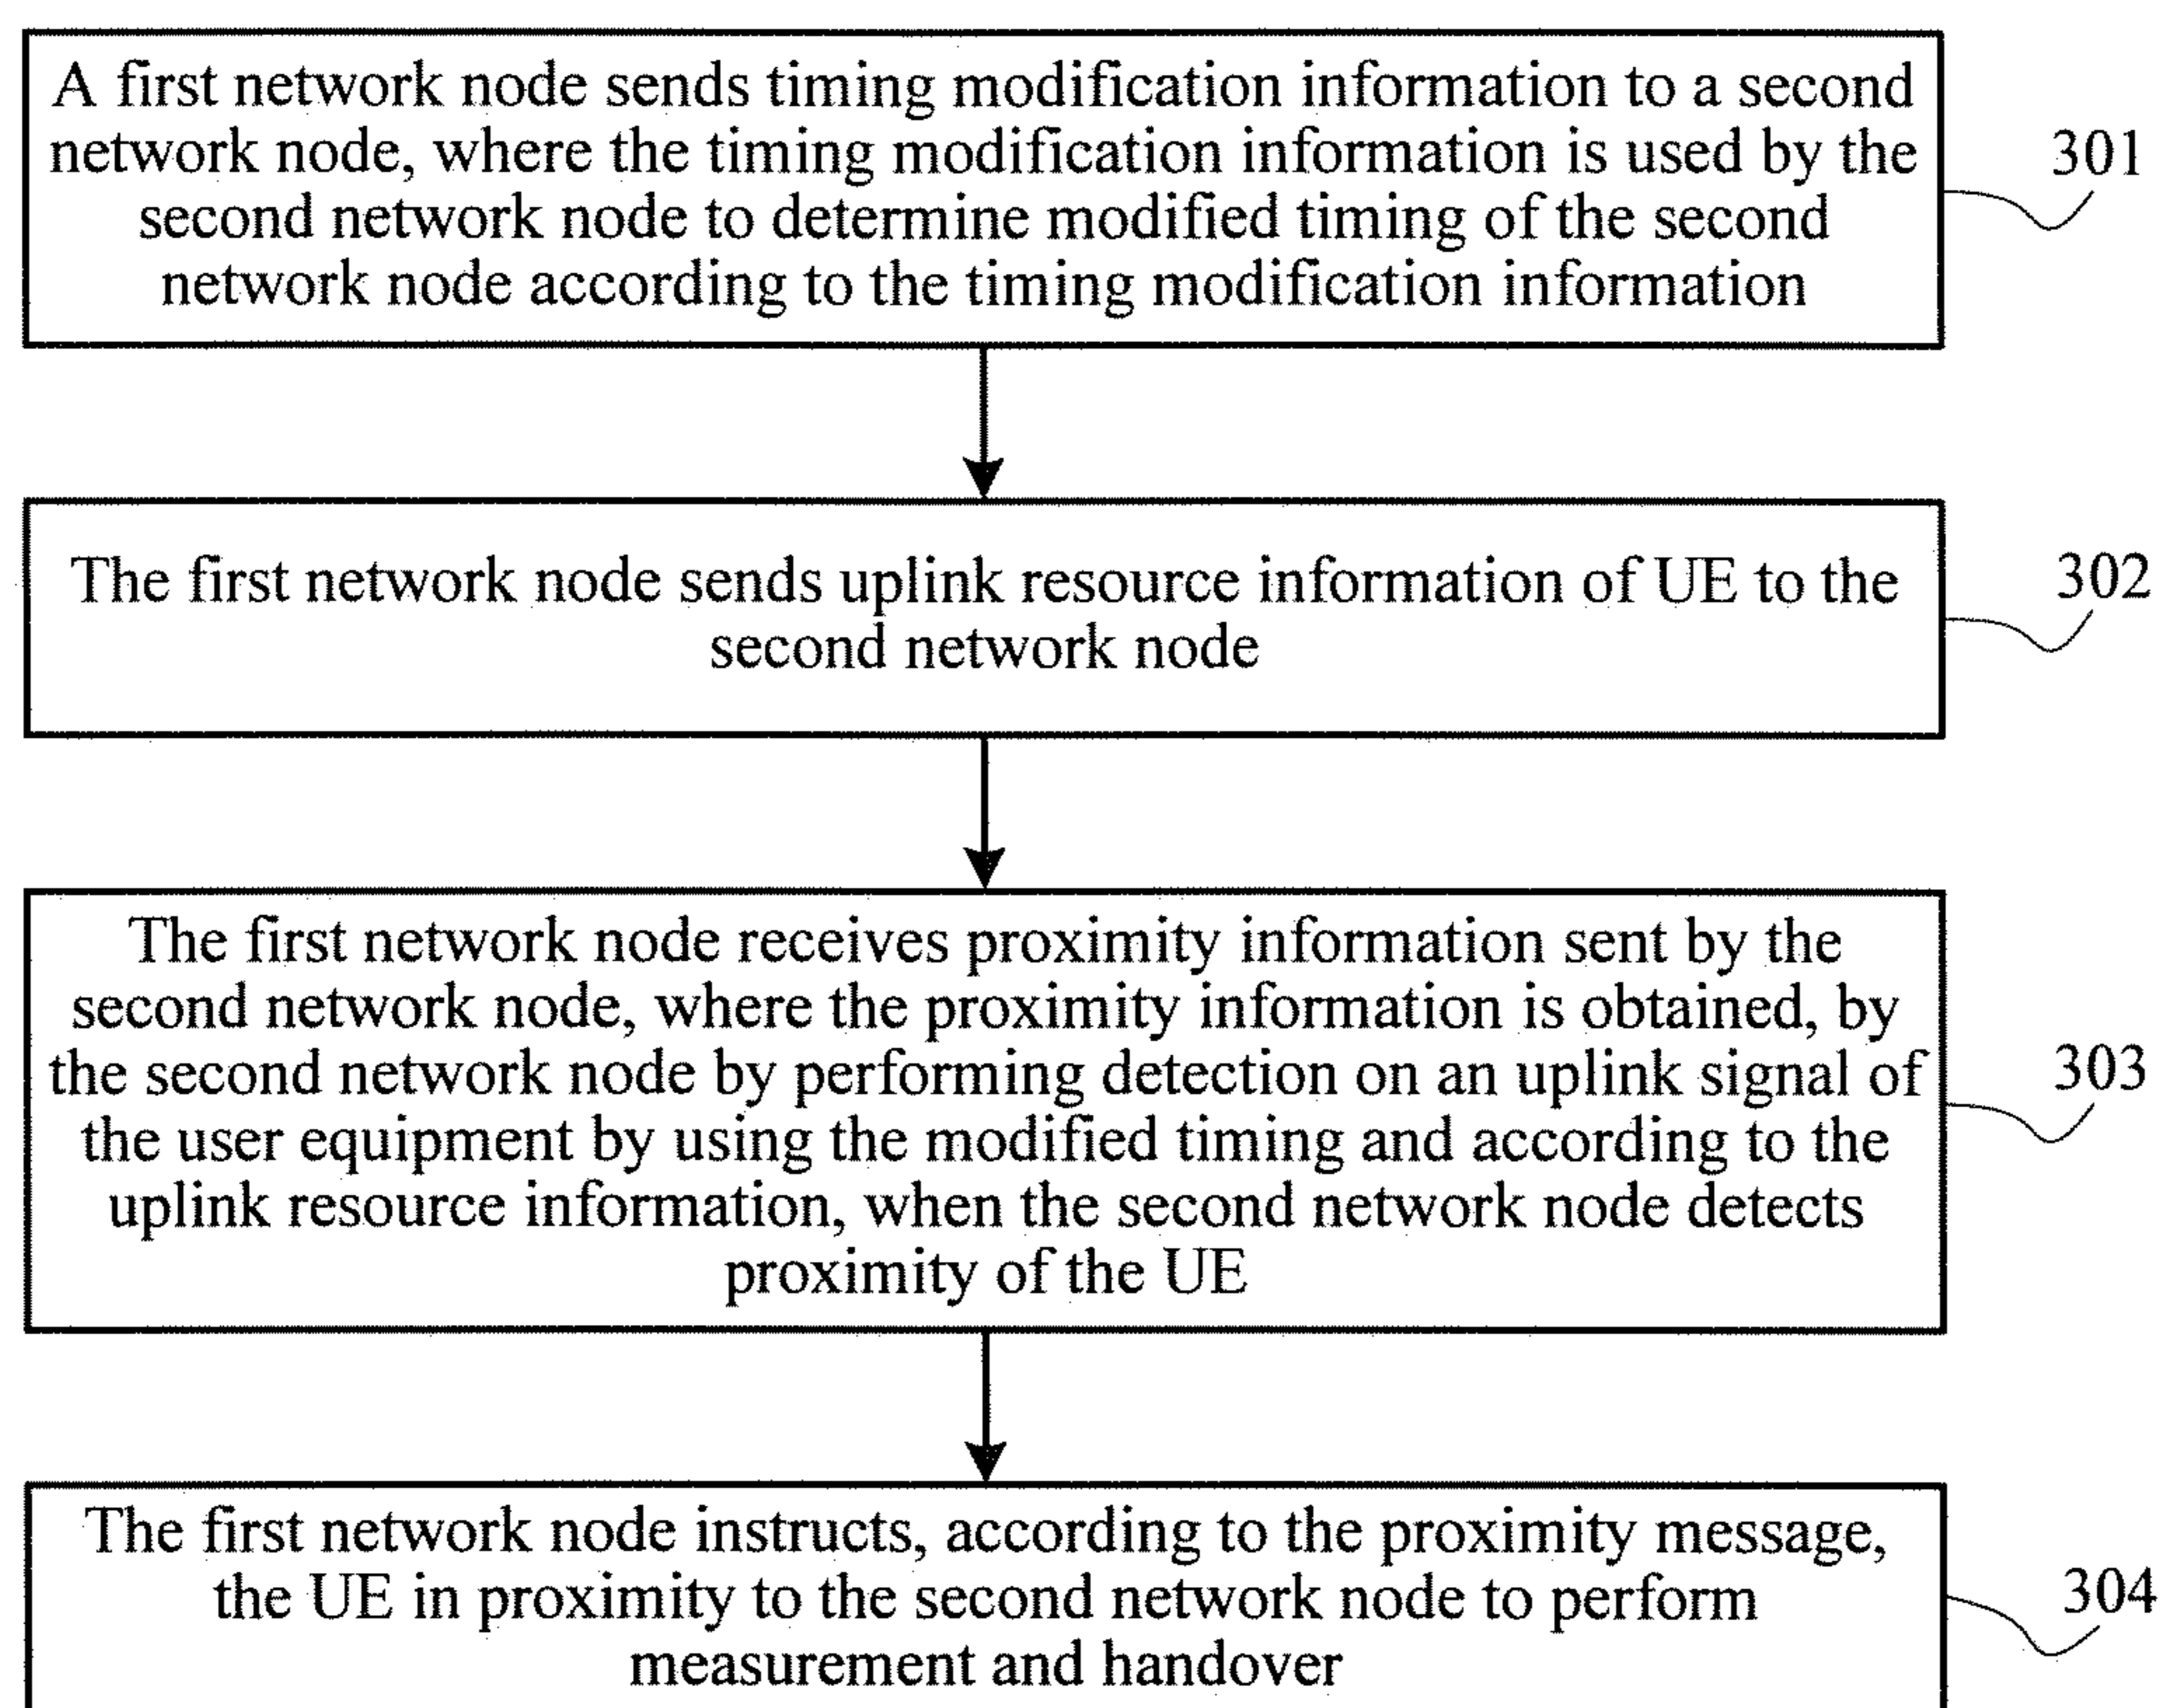 A first network node sends timing modification information to a second
network node, where the timing modification information is used by the
second network node to determine modified timing of the second
network node according to the timing modification information
301
The first network node sends uplink resource information of UE to the
second network node
302
The first network node receives proximity information sent by the
second network node, where the proximity information is obtained, by
the second network node by performing detection on an uplink signal of
the user equipment by using the modified timing and according to the
uplink resource information, when the second network node detects
proximity of the UE
303
The first network node instructs, according to the proximity message,
the UE in proximity to the second network node to perform
measurement and handover
304